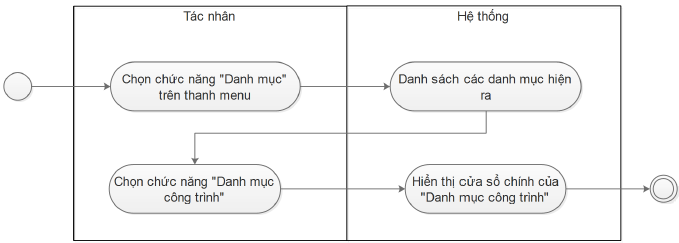 Tác nhân
Hệ thống
Chọn chức năng "Danh mục"
trên thanh menu
Danh sách các danh mục hiện
ra
Chọn chức năng "Danh mục
công trình"
Hiển thị cửa sổ chính của
"Danh mục công trình"